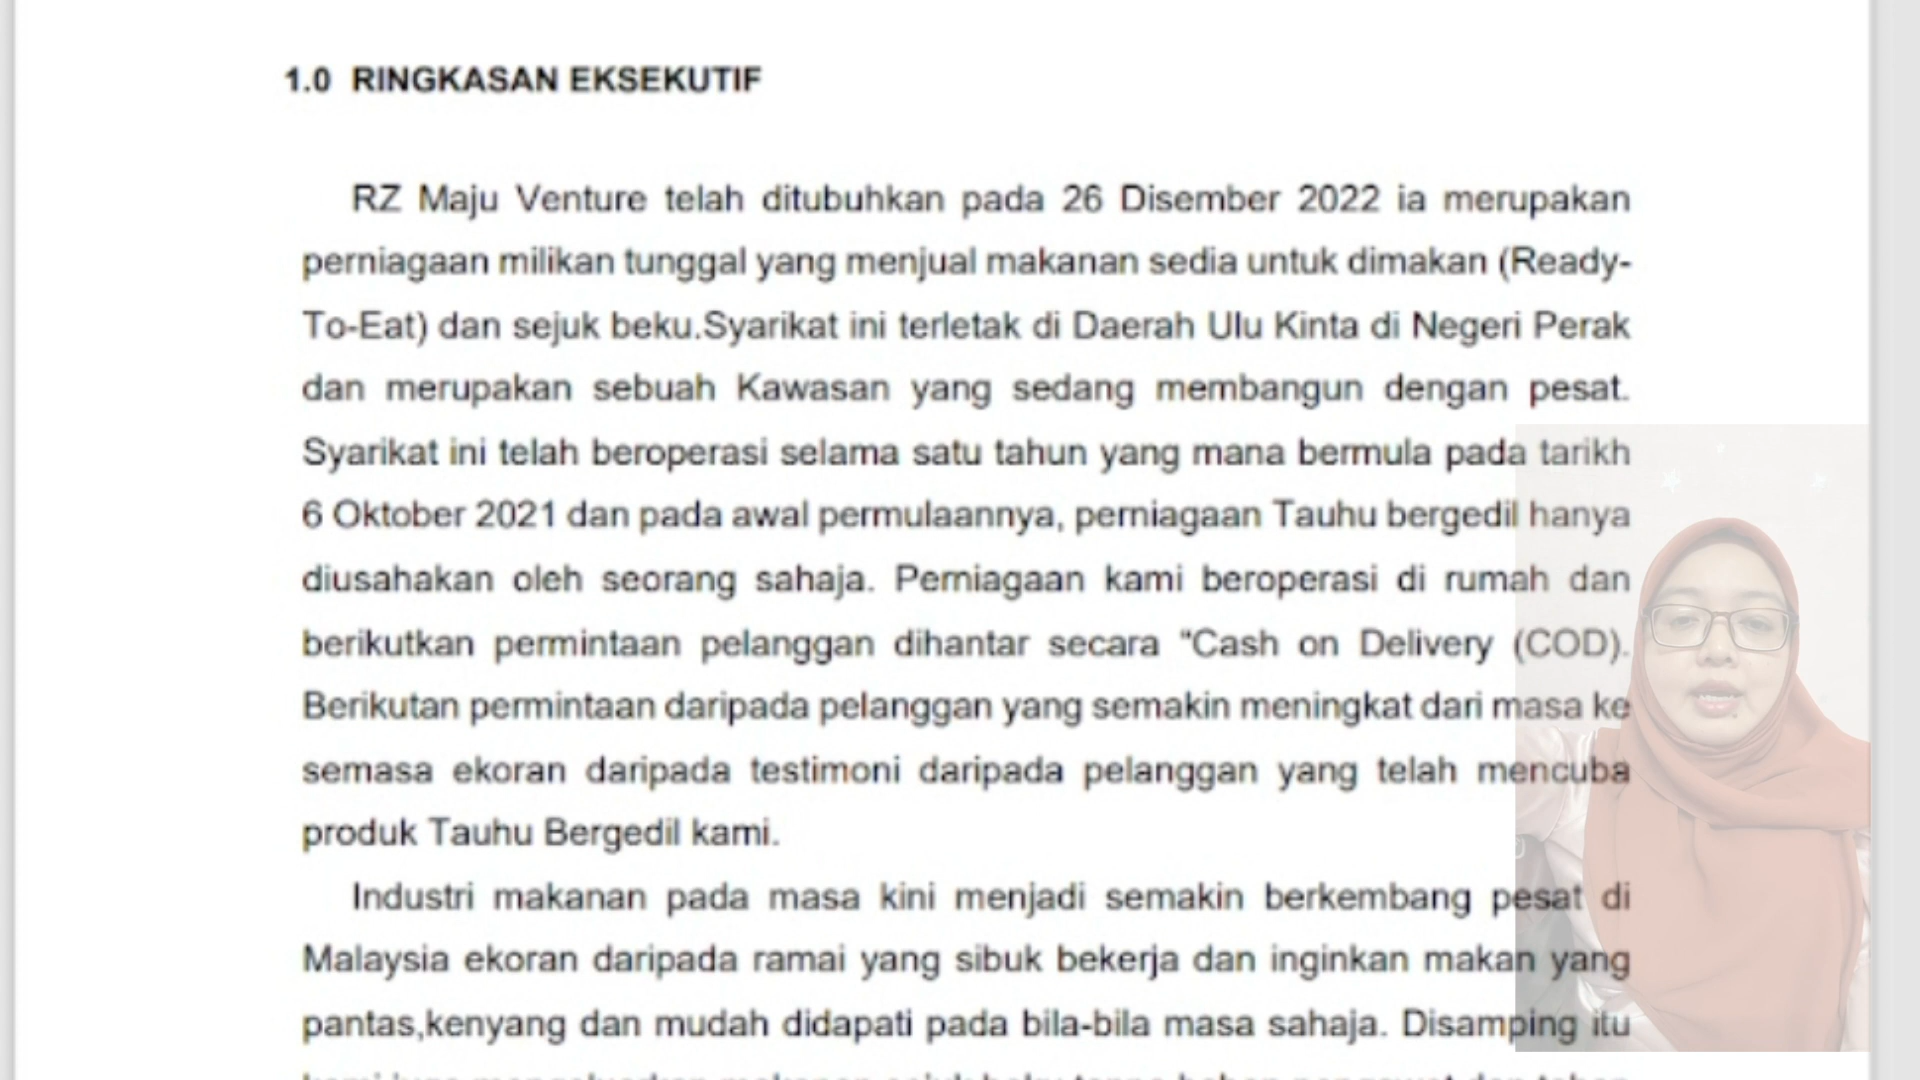 1.0 RINGKASAN EKSEKUTIF
RZ Maju Venture telah ditubuhkan pada 26 Disember 2022 ia merupakan
perniagaan milikan tunggal yang menjual makanan sedia untuk dimakan (Ready-
To-Eat) dan sejuk beku.Syarikat ini terletak di Daerah Ulu Kinta di Negeri Perak
dan merupakan sebuah Kawasan yang sedang membangun dengan pesat.
Syarikat ini telah beroperasi selama satu tahun yang mana bermula pada tarikh
6 Oktober 2021 dan pada awal permulaannya, perniagaan Tauhu bergedil hanya
diusahakan oleh seorang sahaja. Perniagaan kami beroperasi di rumah dan
berikutkan permintaan pelanggan dihantar secara “Cash on Delivery (COD).
Berikutan permintaan daripada pelanggan yang semakin meningkat dari masa ke
semasa ekoran daripada testimoni daripada pelanggan yang telah mencuba
produk Tauhu Bergedil kami.
Industri makanan pada masa kini menjadi semakin berkembang pesat di
Malaysia ekoran daripada ramai yang sibuk bekerja dan inginkan makan yang
pantas,kenyang dan mudah didapati pada bila-bila masa sahaja. Disamping itu